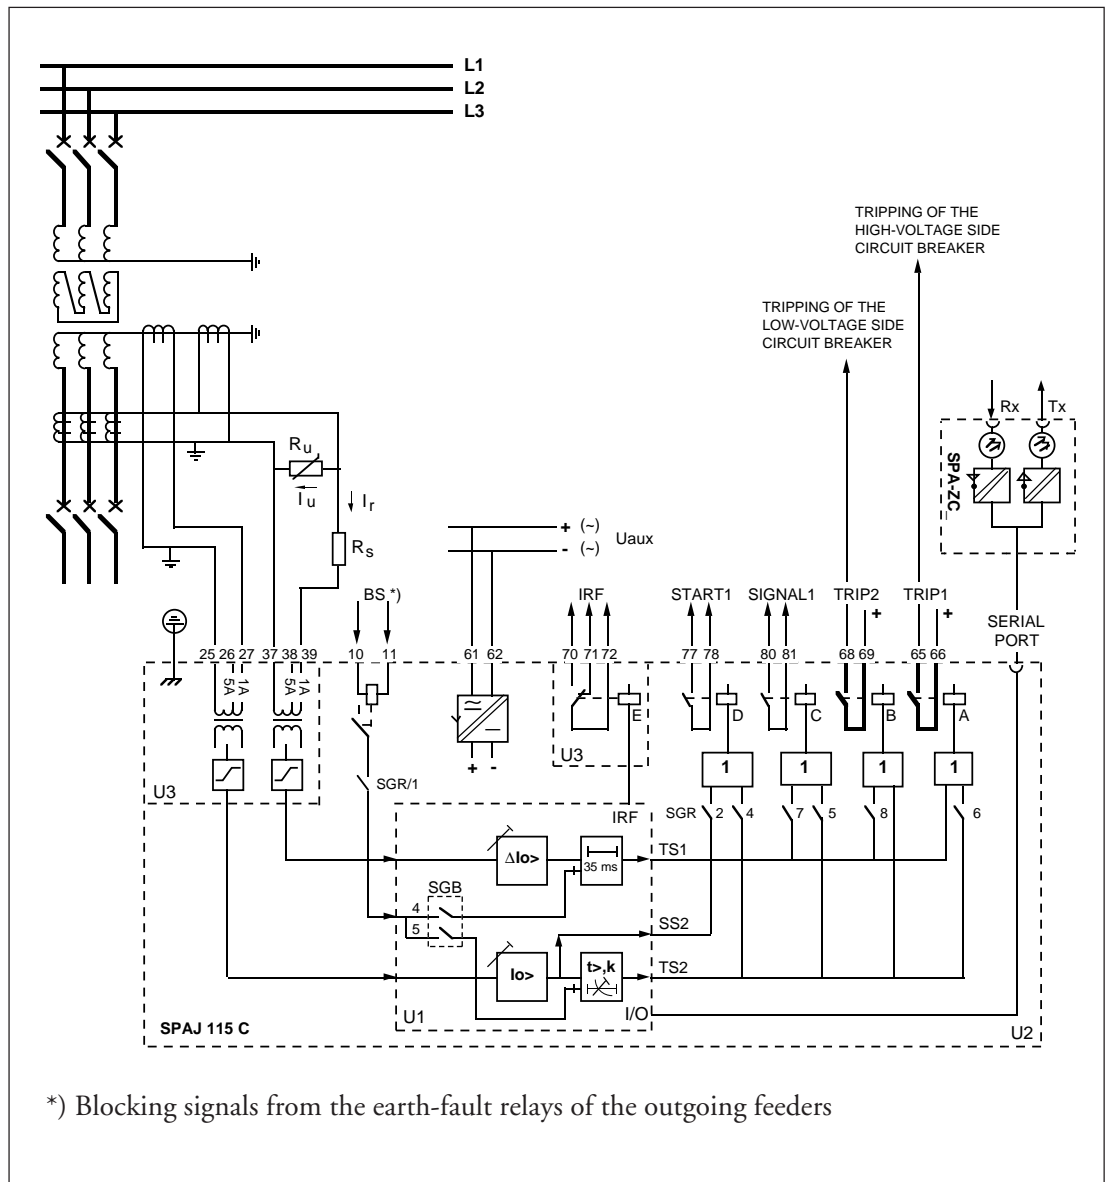 L1
L2
L3
TRIPPING OF THE
HIGH-VOLTAGE SIDE
CIRCUIT BREAKER
TRIPPING OF THE
LOW-VOLTAGE SIDE
CIRCUIT BREAKER
Rx Tx
SPA-ZC_
Ru
Iu
Ir
Rs
+ (~)
- (~)
Uaux
BS *)
IRF
START1
SIGNAL1
TRIP2
+
TRIP1
+
SERIAL
PORT
25 26 27 37 38 39 10 11 61 62 70 71 72 77 78 80 81 68 69 65 66
5A 1A 5A 1A
E D C B A
+ -
U3
1 1 1 1
U3
SGR/1
IRF
SGR 2 4 7 5 8 6
ΔIo>
35 ms
TS1
SGB
4
5
SS2
Io>
t>,k
TS2
U1
I/O
SPAJ 115 C
U2
*) Blocking signals from the earth-fault relays of the outgoing feeders